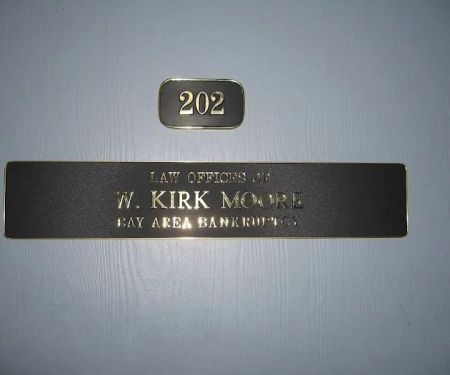 202
LAW OFFICES OF
W. KIRK MOORE
BAY AREA BANKRUPTCY